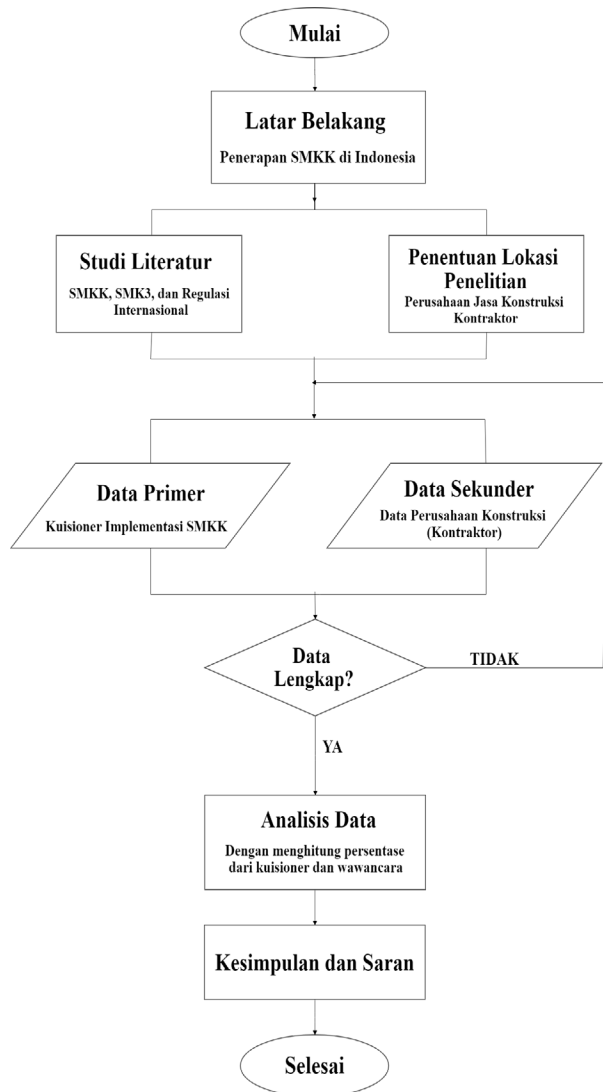 Mulai
Latar Belakang
Penerapan SMKK di Indonesia
Studi Literatur
SMKK, SMK3, dan Regulasi
Internasional
Penentuan Lokasi
Penelitian
Perusahaan Jasa Konstruksi
Kontraktor
Data Primer
Kuisioner Implementasi SMKK
Data Sekunder
Data Perusahaan Konstruksi
(Kontraktor)
Data
Lengkap?
TIDAK
YA
Analisis Data
Dengan menghitung persentase
dari kuisioner dan wawancara
Kesimpulan dan Saran
Selesai